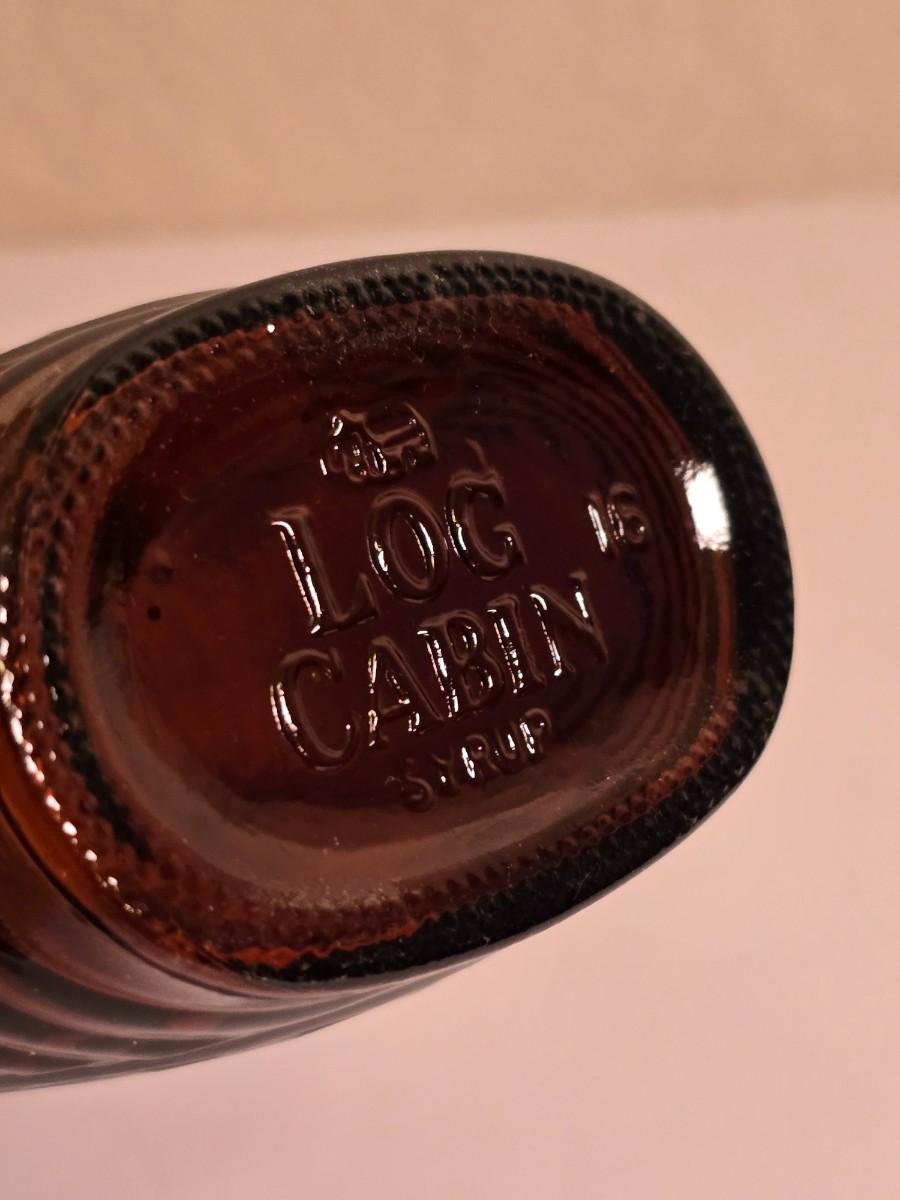 LOG
16
CABIN
SYRUP